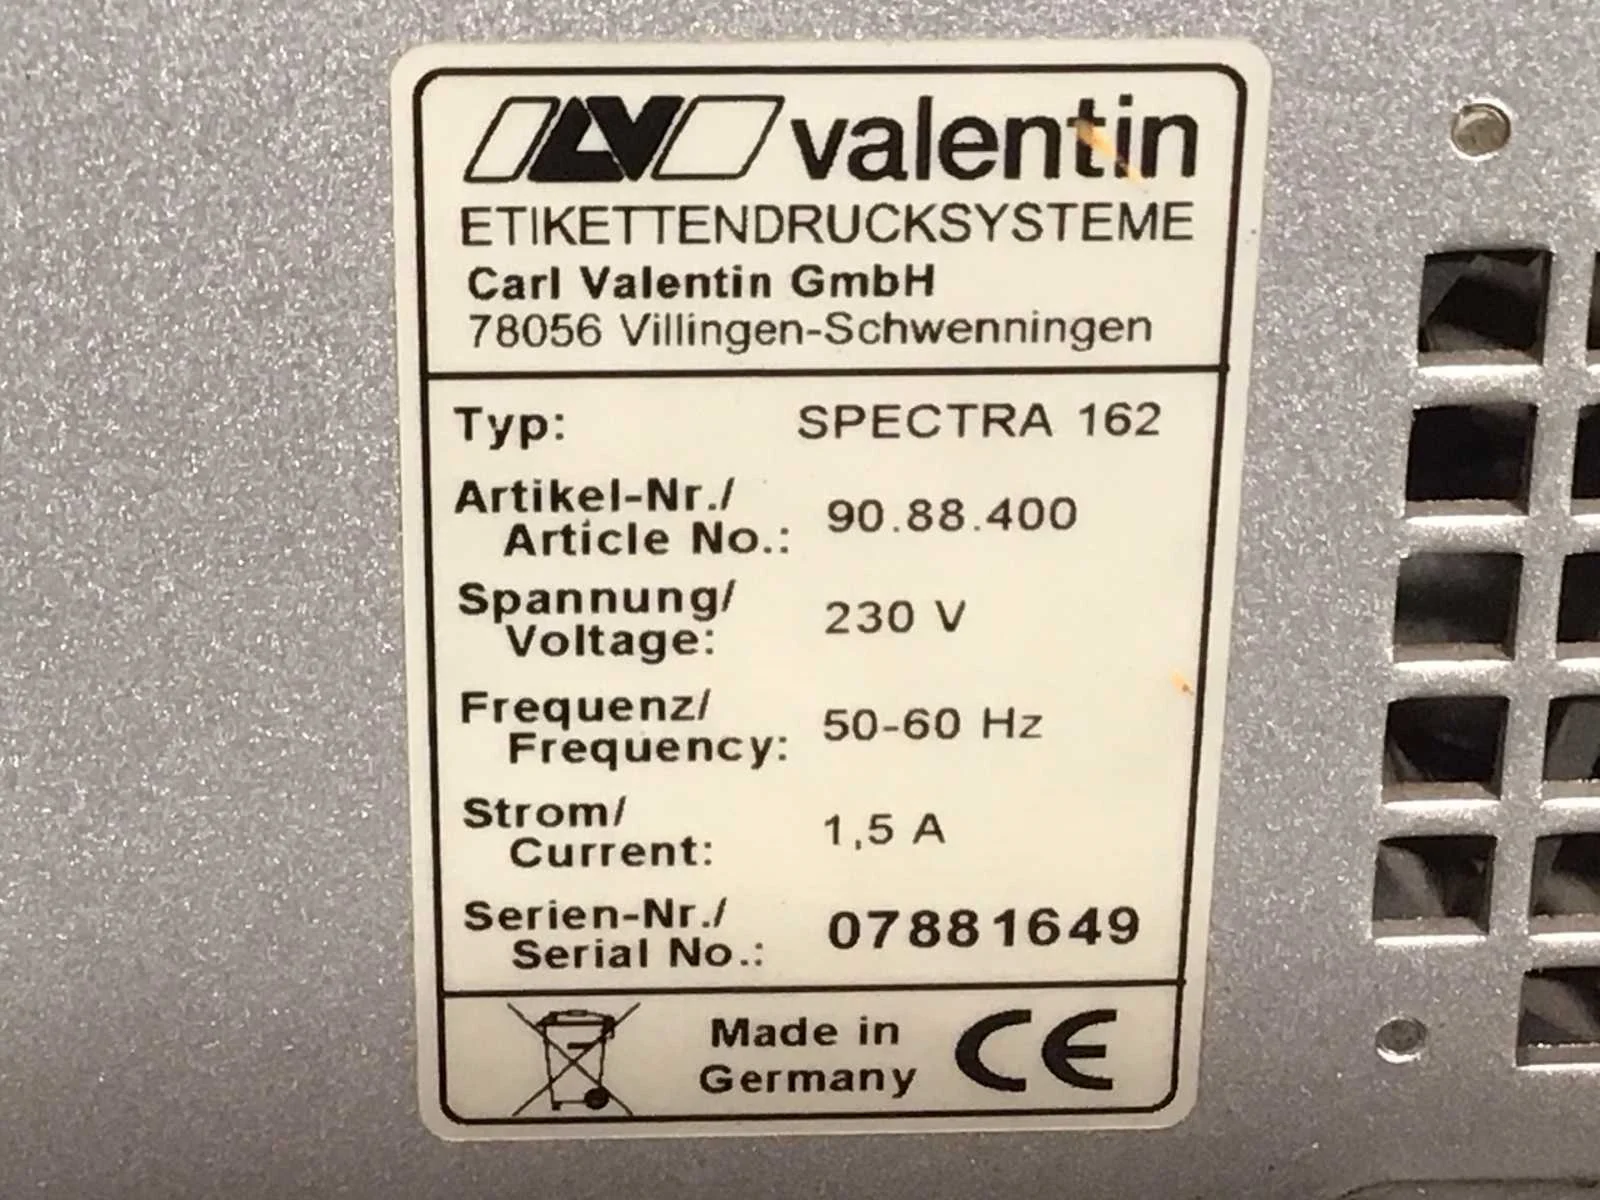 valentin
ETIKETTENDRUCKSYSTEME
Carl Valentin GmbH
78056 Villingen-Schwenningen
Typ: SPECTRA 162
Artikel-Nr./
Article No.: 90.88.400
Spannung/
Voltage: 230 V
Frequenz/
Frequency: 50-60 Hz
Strom/
Current: 1,5 A
Serien-Nr./
Serial No.: 07881649
Made in
Germany
CE